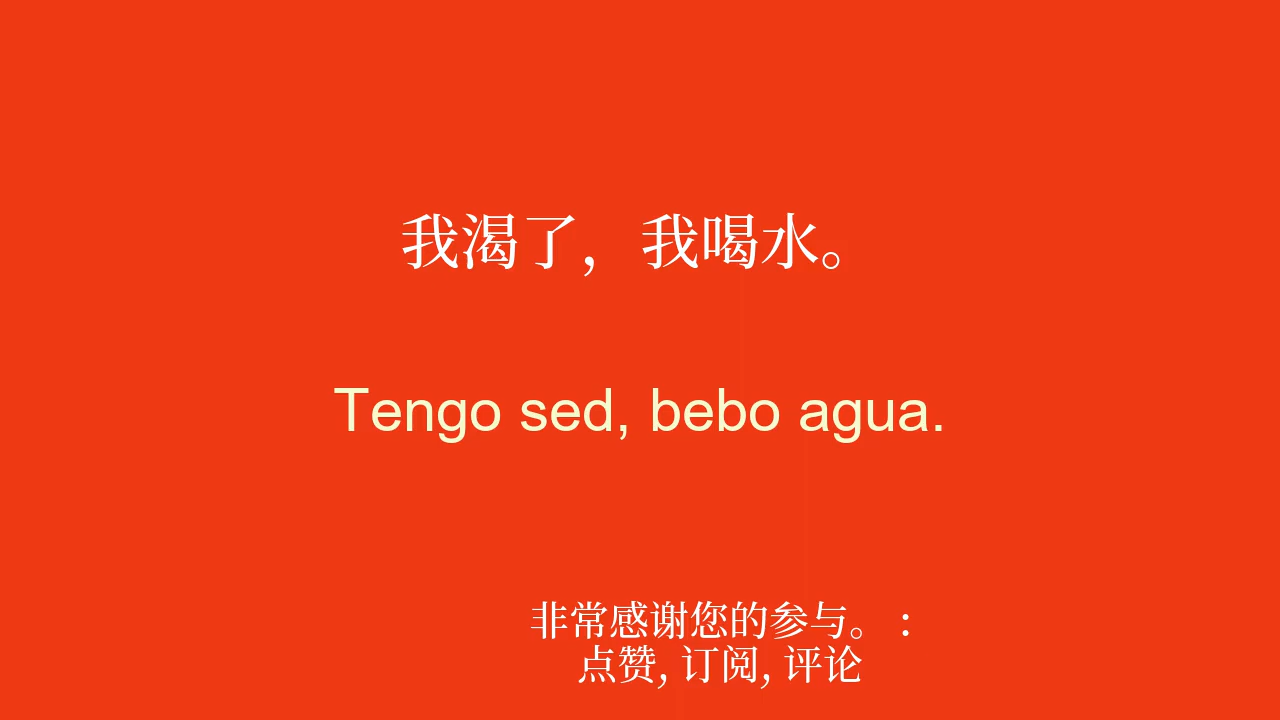 我渴了，我喝水。
Tengo sed, bebo agua.
非常感谢您的参与。 :
点赞, 订阅, 评论